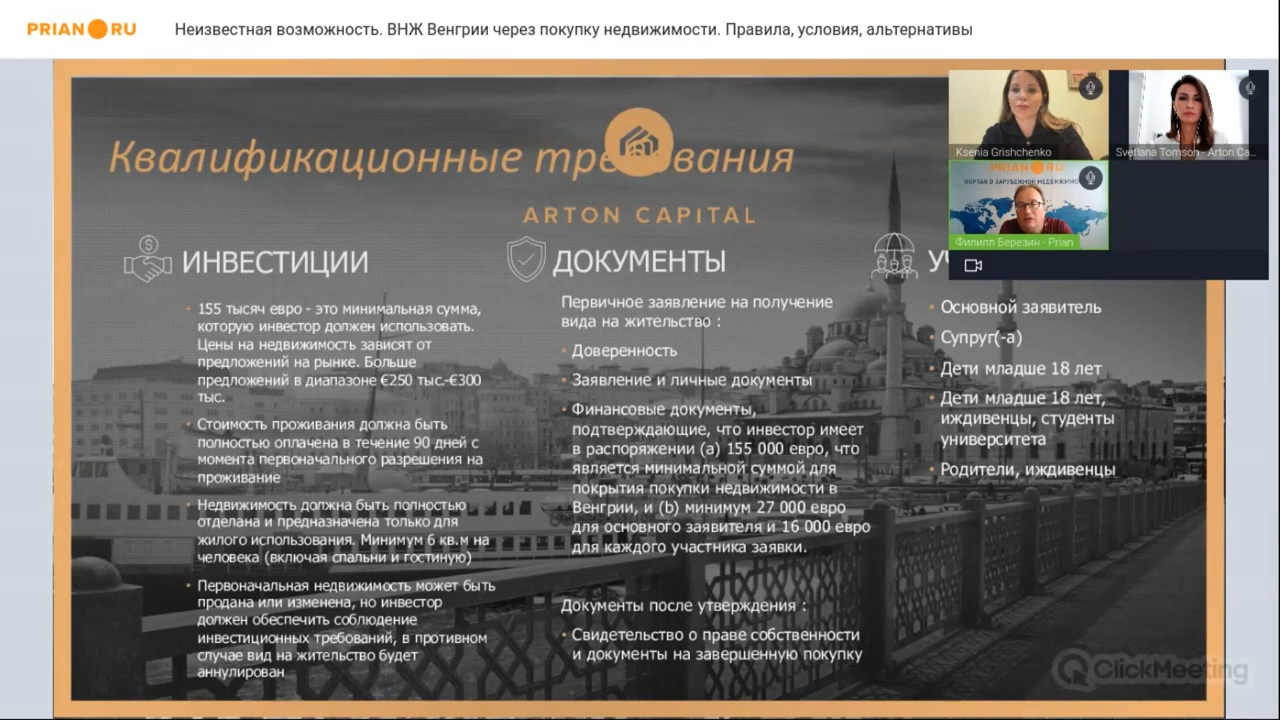 PRIAN RU
Неизвестная возможность. ВНЖ Венгрии через покупку недвижимости. Правила, условия, альтернативы
Квалификационные
ARTON CAPITAL
ИНВЕСТИЦИИ
155 тысяч евро - это минимальная сумма,
которую инвестор должен использовать.
Цены на недвижимость зависят от
предложений на рынке. Больше
предложений в диапазоне €250 тыс.-€300
тыс.
Стоимость проживания должна быть
полностью оплачена в течение 90 дней с
момента первоначального разрешения на
проживание
Недвижимость должна быть полностью
отделана и предназначена только для
жилого использования. Минимум 6 кв.м на
человека (включая спальни и гостиную)
Первоначальная недвижимость может быть
продана или изменена, но инвестор
должен обеспечить соблюдение
инвестиционных требований, в противном
случае вид на жительство будет
аннулирован
ДОКУМЕНТЫ
Первичное заявление на получение
вида на жительство :
Доверенность
Заявление и личные документы
Финансовые документы,
подтверждающие, что инвестор имеет
в распоряжении (a) 155 000 евро, что
является минимальной суммой для
покрытия покупки недвижимости в
Венгрии, и (b) минимум 27 000 евро
для основного заявителя и 16 000 евро
для каждого участника заявки.
Документы после утверждения :
Свидетельство о праве собственности
и документы на завершенную покупку
Основной заявитель
Супруг(-а)
Дети младше 18 лет
Дети младше 18 лет,
иждивенцы, студенты
университета
Родители, иждивенцы
Ksenia Grishchenko
Svetlana Tomson - Arton Ca...
PRIAN RU
ПОРТАЛ О ЗАРУБЕЖНОЙ
Филипп Березин - Prian
ClickMeeting